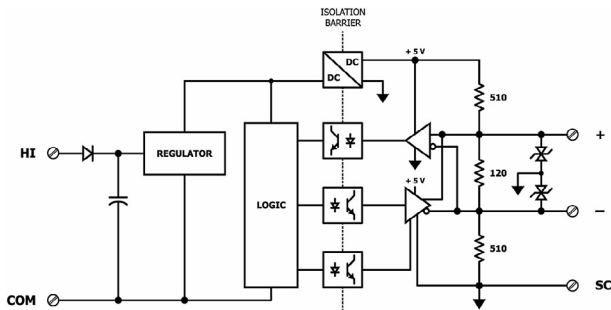 ISOLATION
BARRIER
DC
DC
+ 5 V
510
HI
REGULATOR
+
120
+ 5 V
LOGIC
−
510
COM
SC